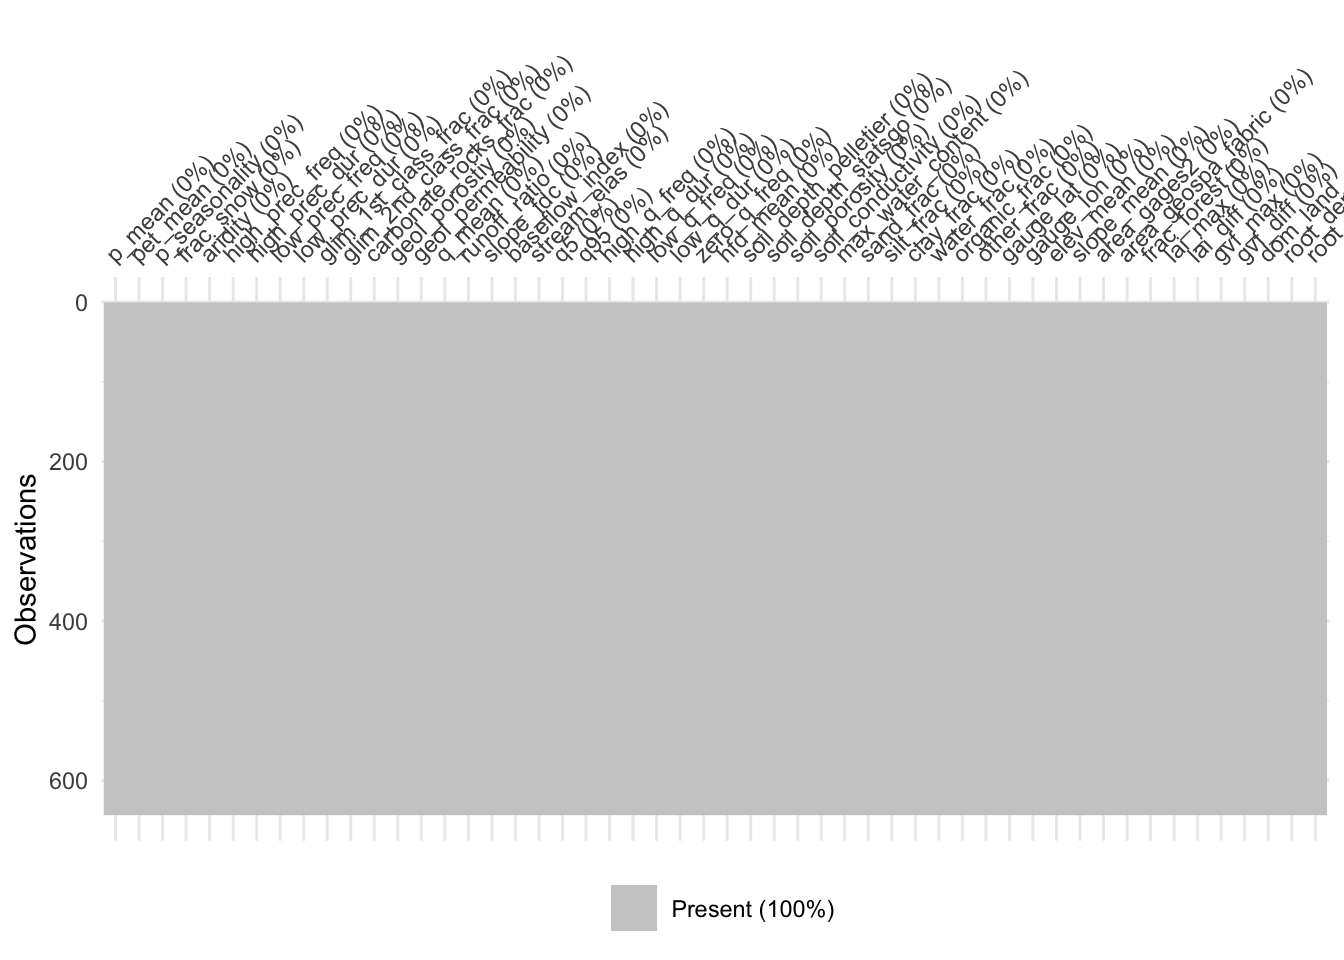 p_mean (0%)
pet_mean (0%)
p_seasonality (0%)
frac_snow (0%)
aridity (0%)
high_prec_freq (0%)
high_prec_dur (0%)
low_prec_freq (0%)
low_prec_dur (0%)
glim_1st_class_frac (0%)
glim_2nd_class_frac (0%)
carbonate_rocks_frac (0%)
geol_porostiy (0%)
geol_permeability (0%)
q_mean (0%)
runoff_ratio (0%)
slope_fdc (0%)
baseflow_index (0%)
stream_elas (0%)
q5 (0%)
q95 (0%)
high_q_freq (0%)
high_q_dur (0%)
low_q_freq (0%)
low_q_dur (0%)
zero_q_freq (0%)
hfd_mean (0%)
soil_depth_pelletier (0%)
soil_depth_statsgo (0%)
soil_porosity (0%)
soil_conductivity (0%)
max_water_content (0%)
sand_frac (0%)
silt_frac (0%)
clay_frac (0%)
water_frac (0%)
organic_frac (0%)
other_frac (0%)
gauge_lat (0%)
gauge_lon (0%)
elev_mean (0%)
slope_mean (0%)
area_gages2 (0%)
area_geospa_fabric (0%)
frac_forest (0%)
lai_max (0%)
lai_diff (0%)
gvf_max (0%)
gvf_diff (0%)
dom_land
root_de
root
0
200
400
600
Observations
Present (100%)